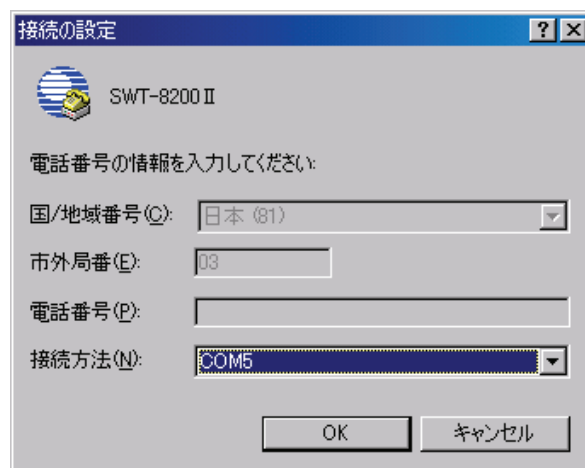 接続の設定
SWT-8200Ⅱ
電話番号の情報を入力してください:
国/地域番号(C): 日本 (81)
市外局番(E): 03
電話番号(P):
接続方法(N): COM5
OK キャンセル